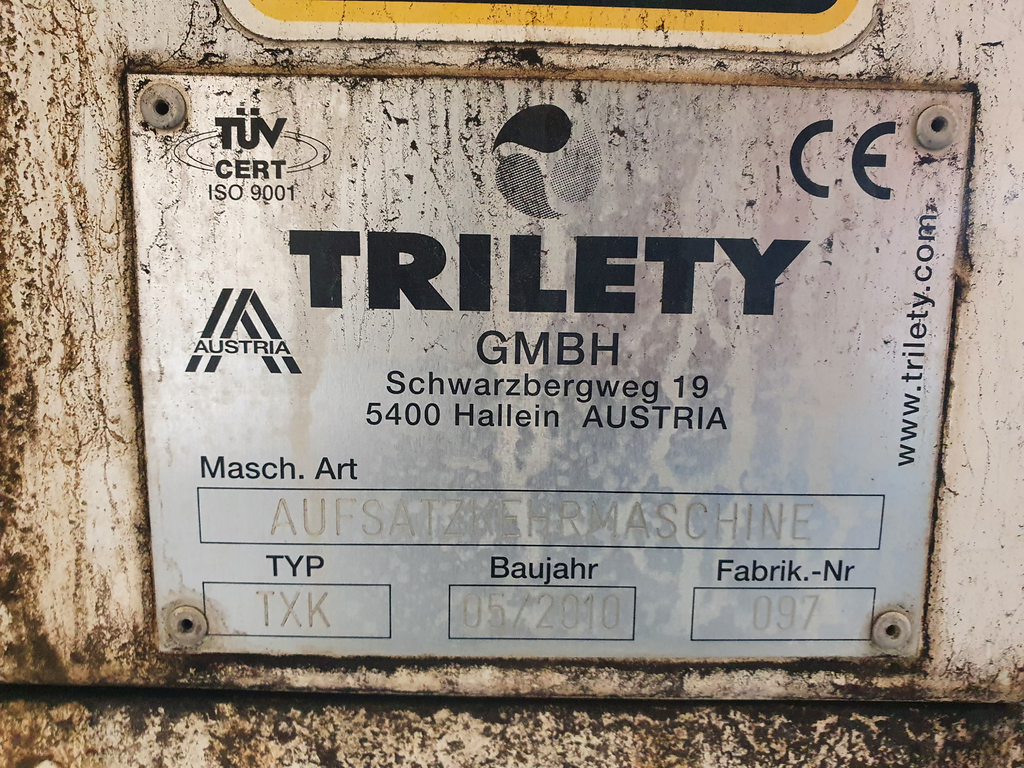 TÜV
CERT
ISO 9001
CE
TRILETY
GMBH
AUSTRIA
Schwarzbergweg 19
5400 Hallein AUSTRIA
www.trilety.com
Masch. Art
AUFSATZKEHRMASCHINE
TYP
Baujahr
Fabrik.-Nr
TXK
05/2010
097